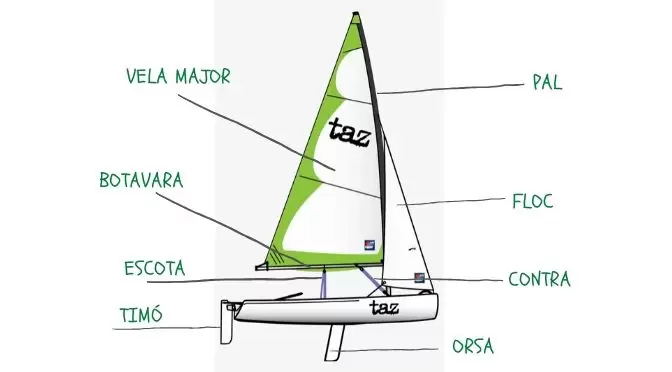 VELA MAJOR
PAL
taz
BOTAVARA
FLOC
ESCOTA
CONTRA
TIMÓ
taz
ORSA